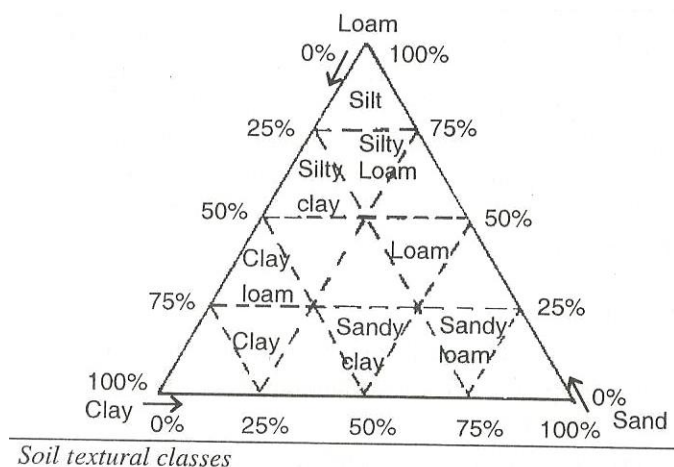 Loam
0% 100%
Silt
25% 75%
Silty
Silty Loam
clay
50% 50%
Clay Loam
loam
75% 25%
Clay Sandy Sandy
clay loam
100% 0%
Clay Sand
0% 25% 50% 75% 100%
Soil textural classes